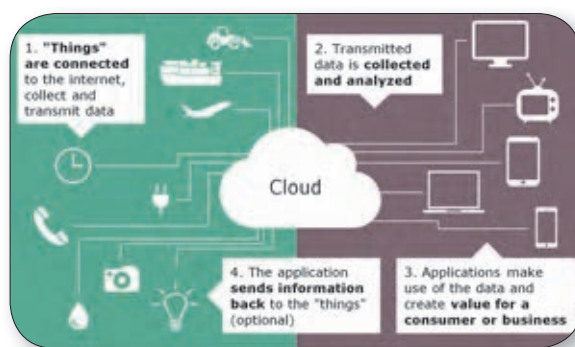 1. "Things"
are connected
to the internet,
collect and
transmit data
2. Transmitted
data is collected
and analyzed
Cloud
4. The application
sends information
back to the "things"
(optional)
3. Applications make
use of the data and
create value for a
consumer or business